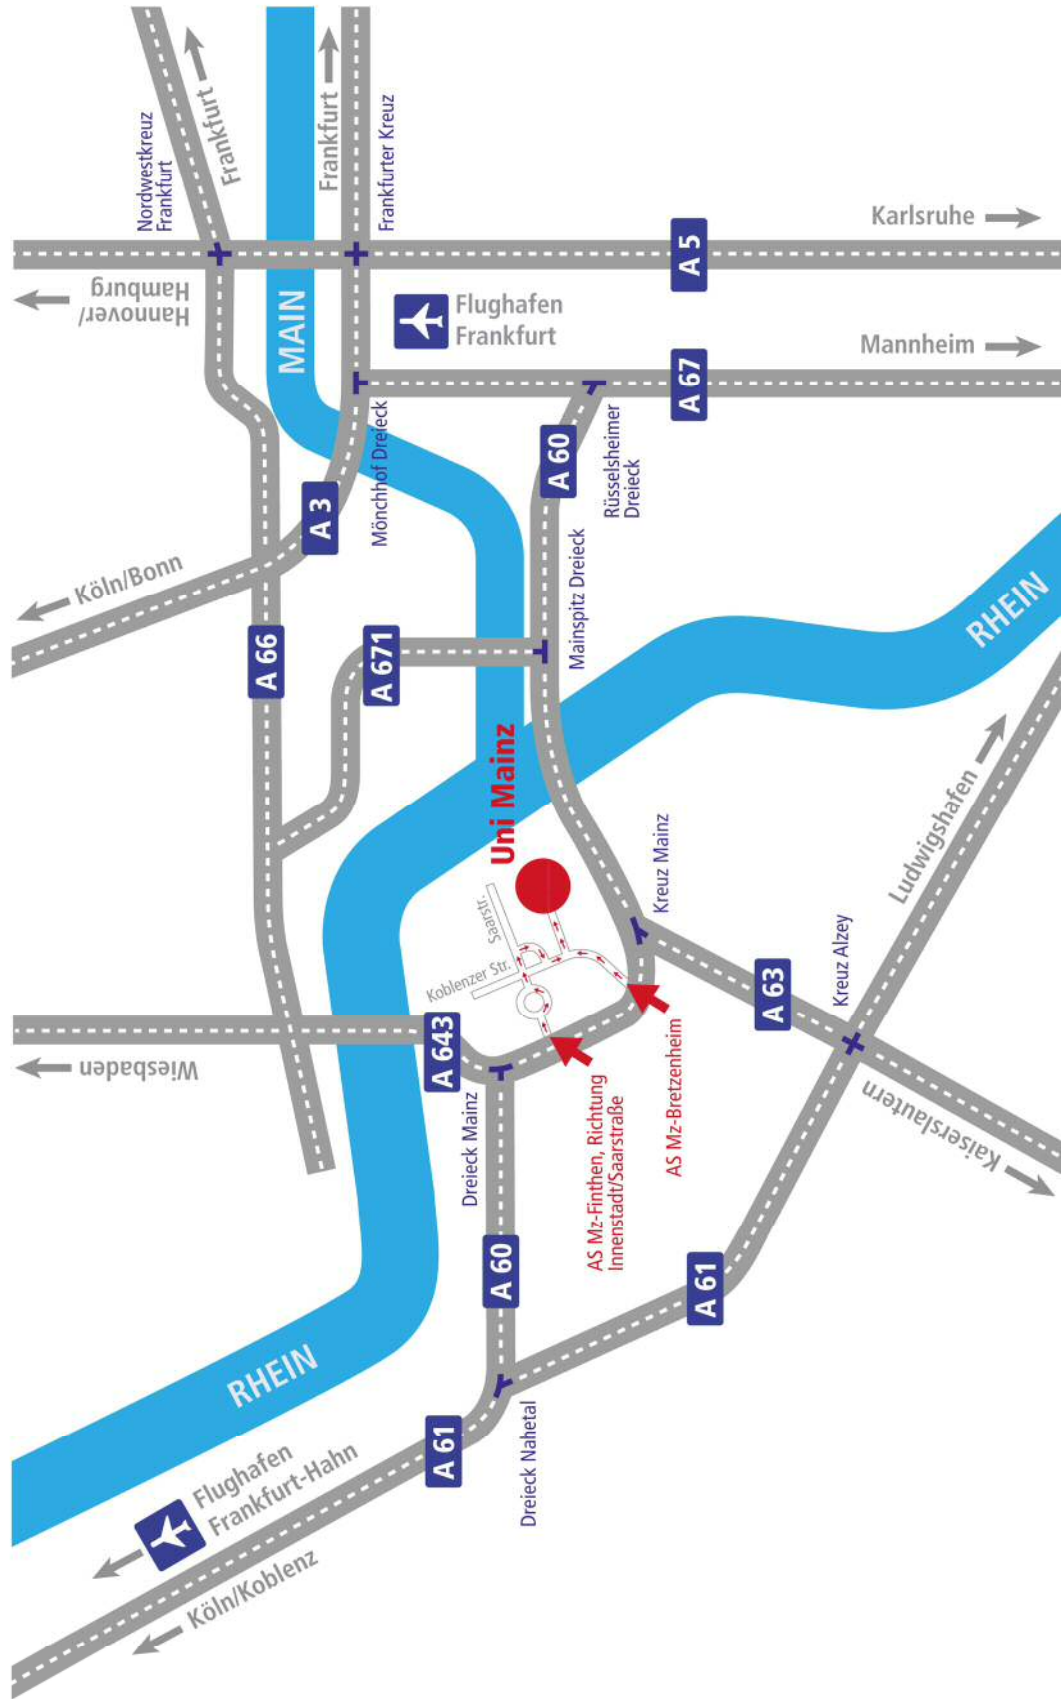 Nordwestkreuz
Frankfurt
Frankfurt
Frankfurt
Frankfurter Kreuz
Hannover/
Hamburg
MAIN
Flughafen
Frankfurt
A 5
Karlsruhe
Mannheim
A 67
Mönchhof Dreieck
A 3
A 60
Rüsselsheimer
Dreieck
Köln/Bonn
A 66
A 671
Mainspitz Dreieck
RHEIN
Uni Mainz
Saarstr.
Koblenzer Str.
Kreuz Mainz
Ludwigshafen
A 63
Kreuz Alzey
Wiesbaden
A 643
Dreieck Mainz
AS Mz-Finthen, Richtung
Innenstadt/Saarstraße
AS Mz-Bretzenheim
Kaiserslautern
A 60
A 61
RHEIN
A 61
Dreieck Nahetal
Flughafen
Frankfurt-Hahn
Köln/Koblenz